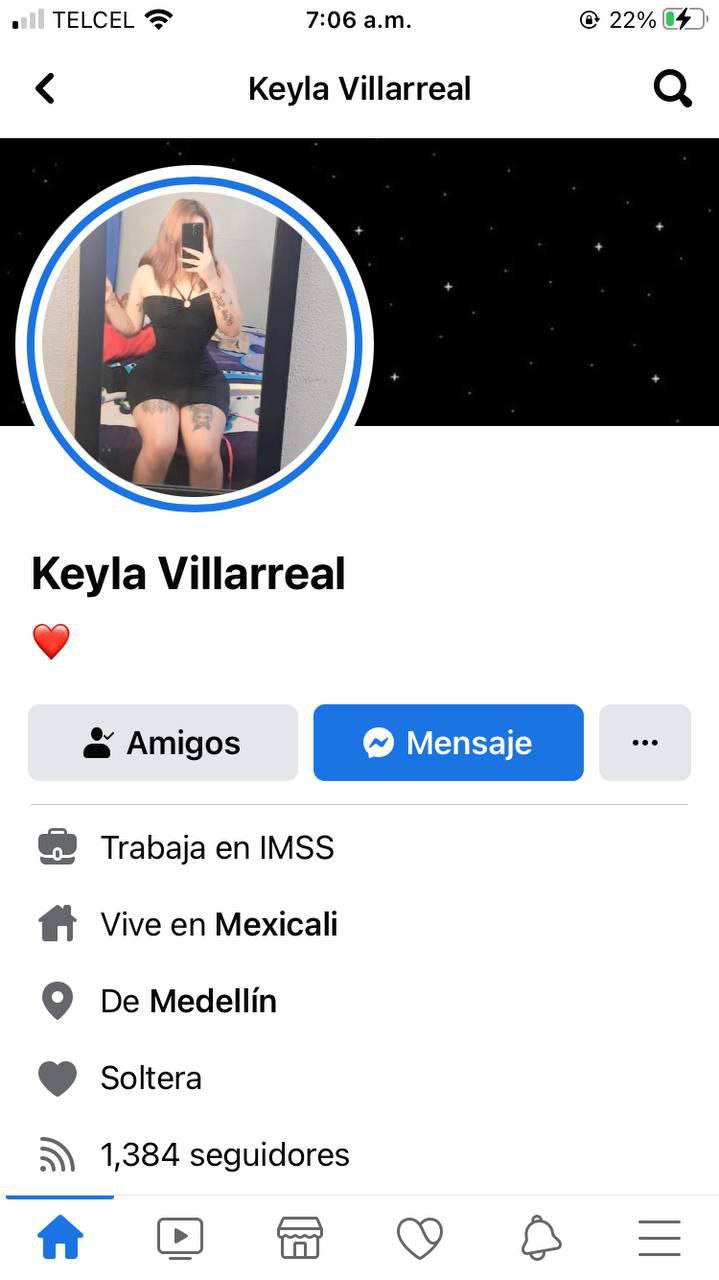 TELCEL 7:06 a.m. 22%
Keyla Villarreal
Keyla Villarreal
❤️
Amigos Mensaje ...
Trabaja en IMSS
Vive en Mexicali
De Medellín
Soltera
1,384 seguidores